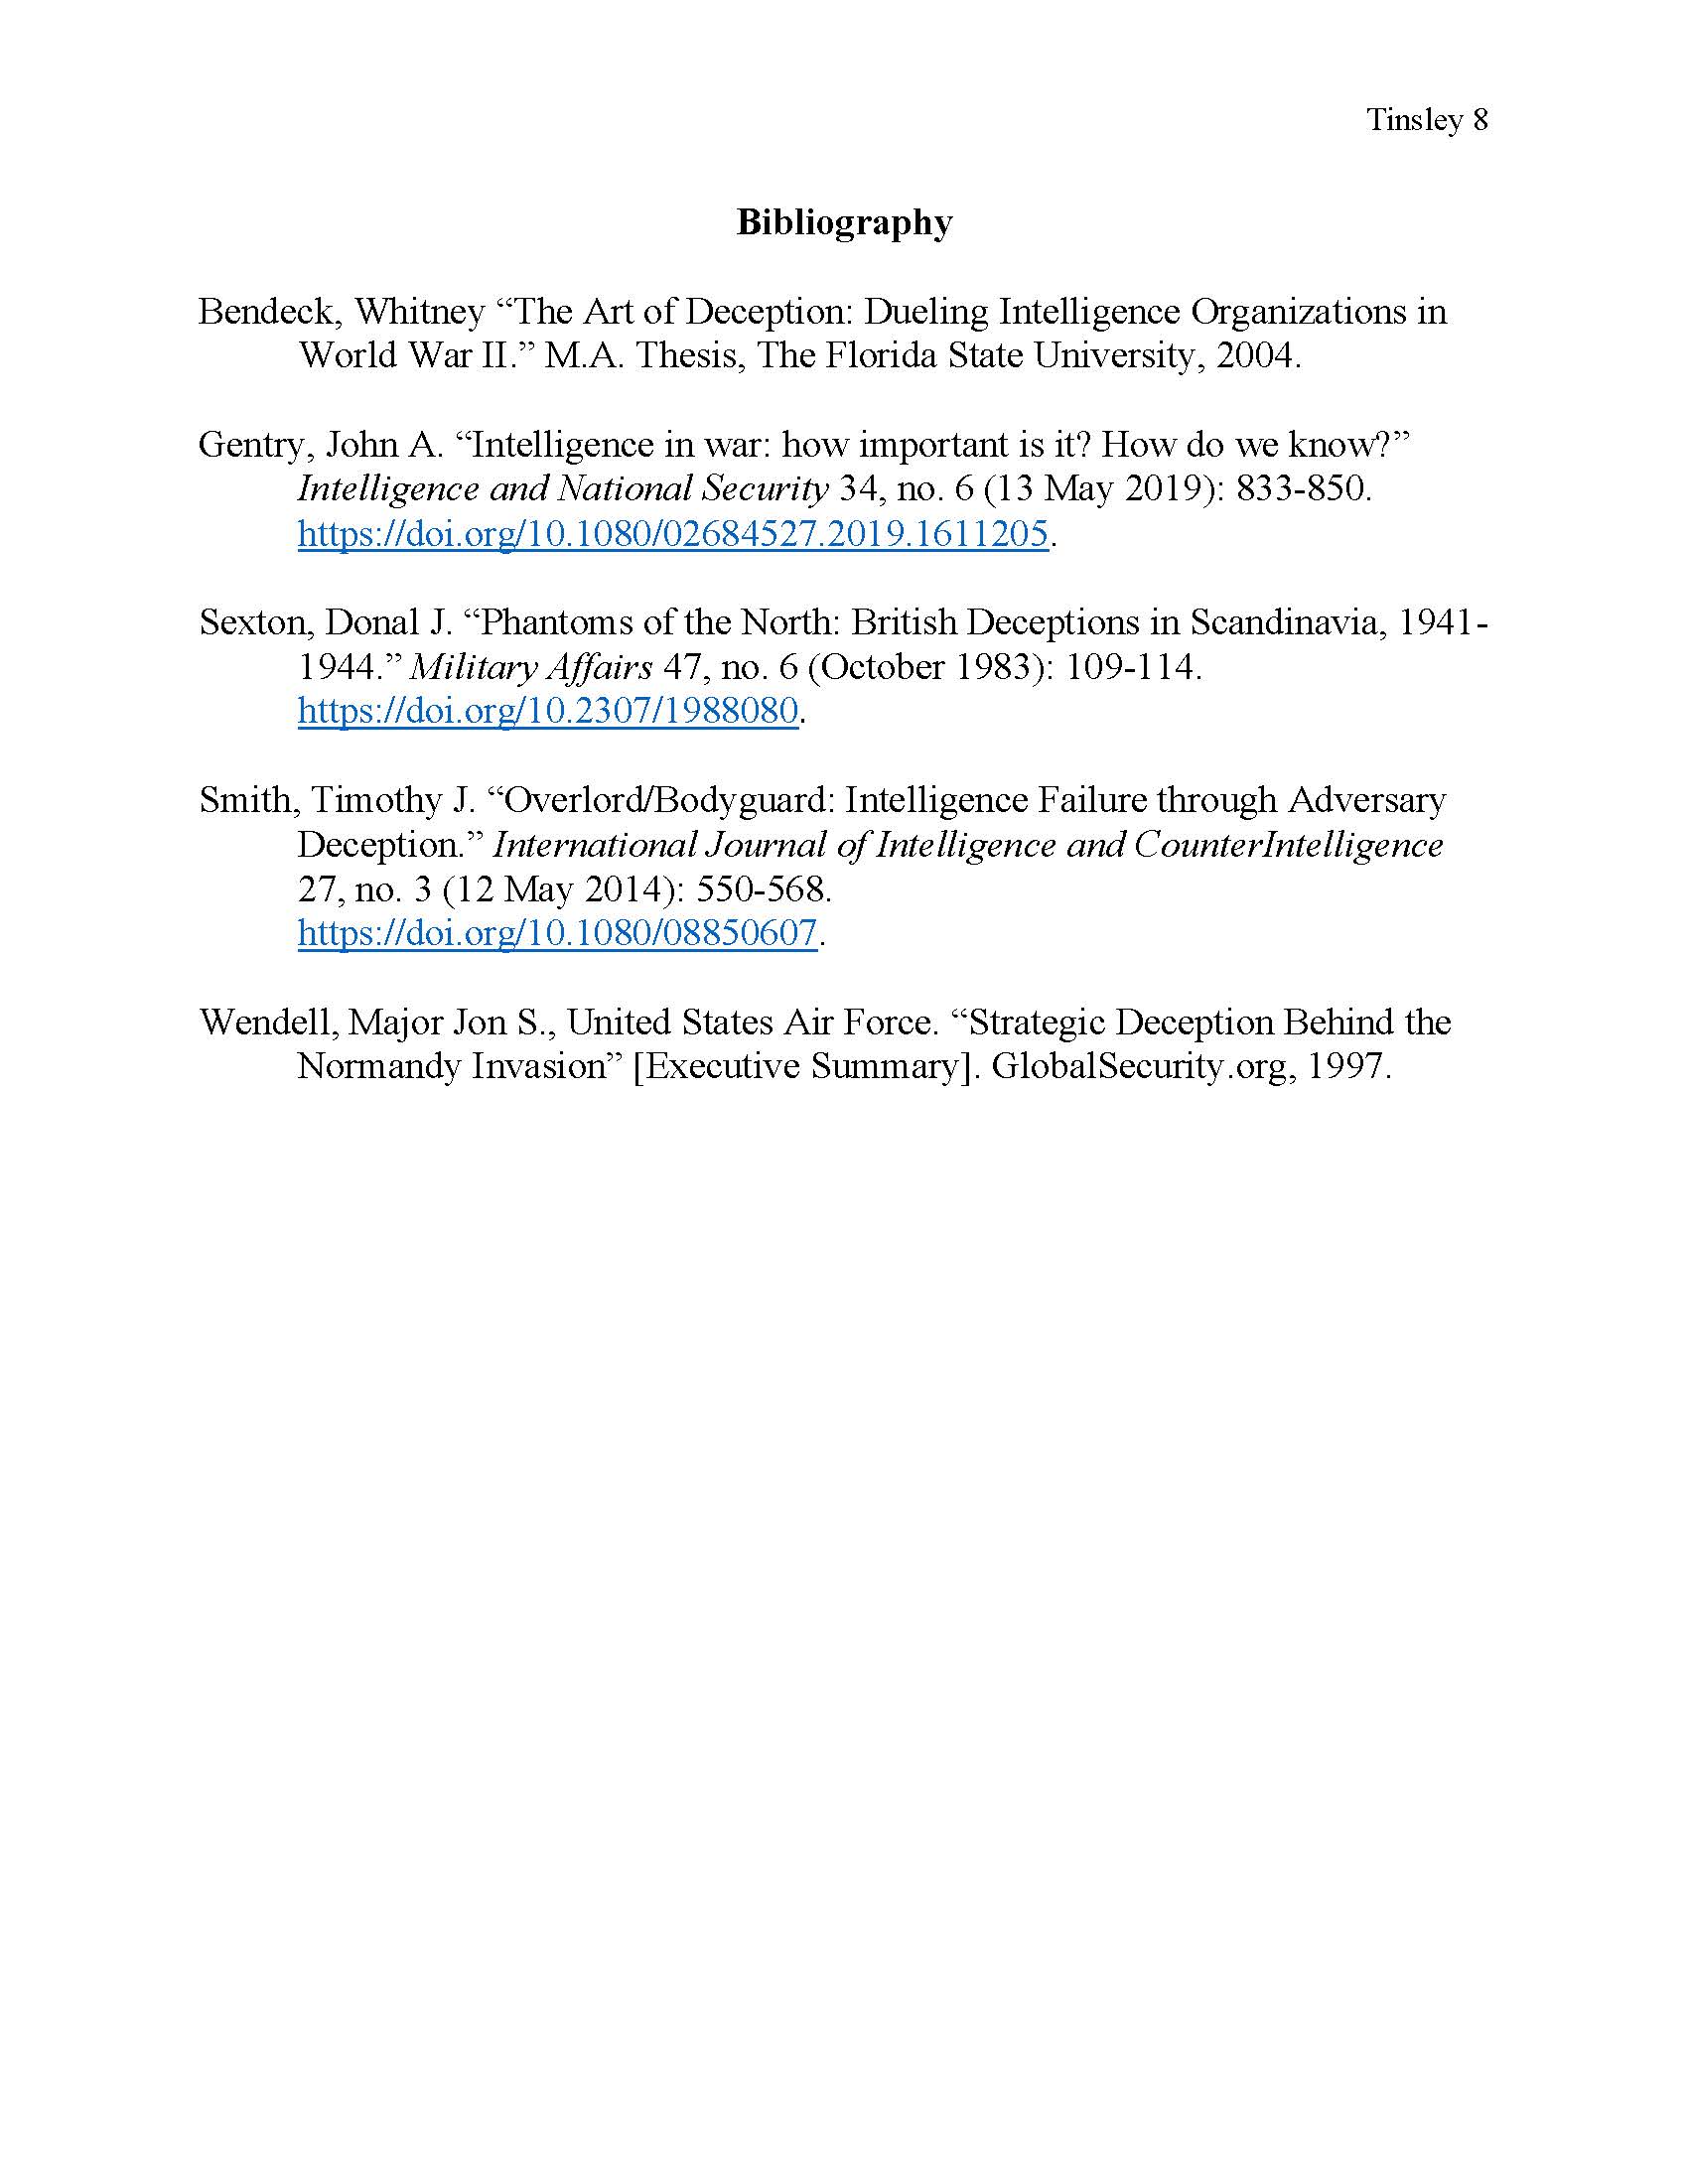 Tinsley 8
Bibliography
Bendeck, Whitney “The Art of Deception: Dueling Intelligence Organizations in
World War II.” M.A. Thesis, The Florida State University, 2004.
Gentry, John A. “Intelligence in war: how important is it? How do we know?”
Intelligence and National Security 34, no. 6 (13 May 2019): 833-850.
https://doi.org/10.1080/02684527.2019.1611205.
Sexton, Donal J. “Phantoms of the North: British Deceptions in Scandinavia, 1941-
1944.” Military Affairs 47, no. 6 (October 1983): 109-114.
https://doi.org/10.2307/1988080.
Smith, Timothy J. “Overlord/Bodyguard: Intelligence Failure through Adversary
Deception.” International Journal of Intelligence and CounterIntelligence
27, no. 3 (12 May 2014): 550-568.
https://doi.org/10.1080/08850607.
Wendell, Major Jon S., United States Air Force. “Strategic Deception Behind the
Normandy Invasion” [Executive Summary]. GlobalSecurity.org, 1997.